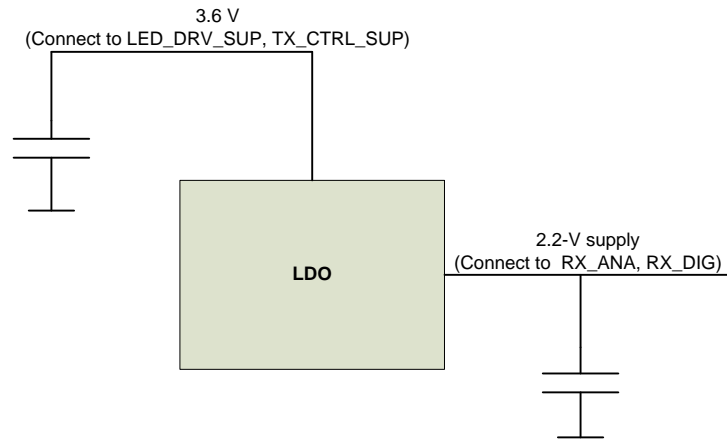 3.6 V
(Connect to LED_DRV_SUP, TX_CTRL_SUP)
LDO
2.2-V supply
(Connect to  RX_ANA, RX_DIG)